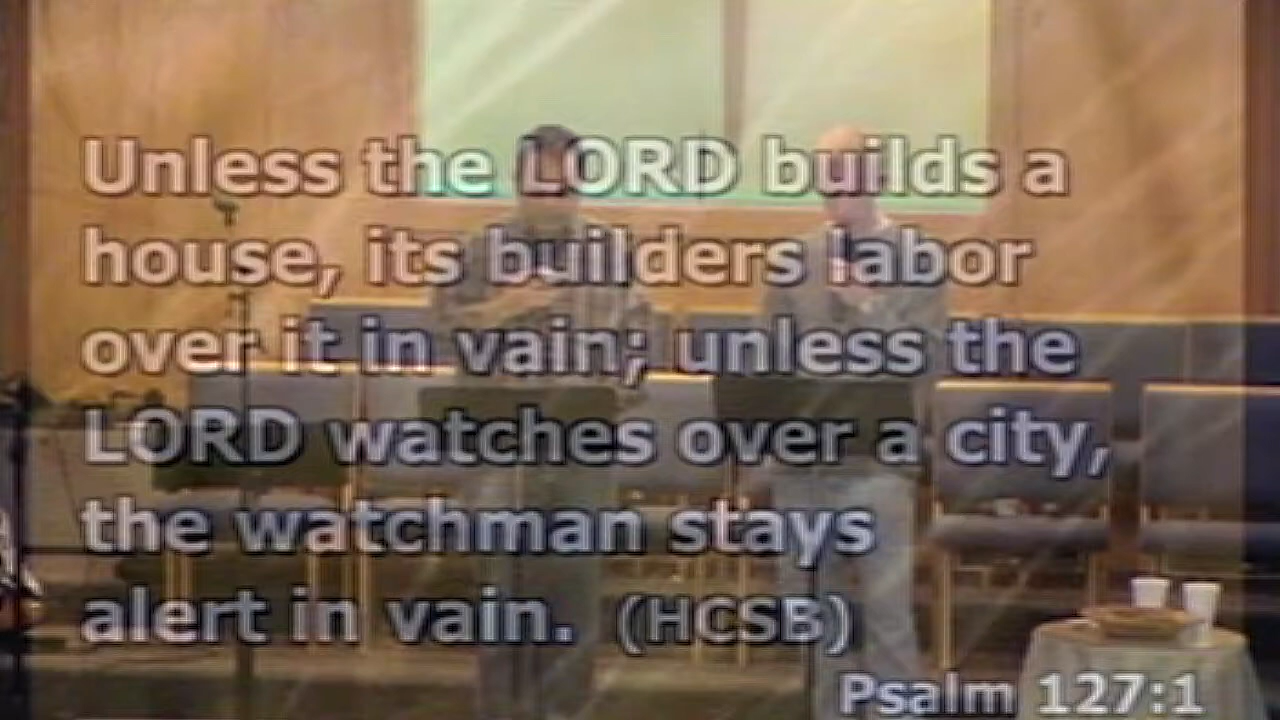 Unless the LORD builds a
house, its builders labor
over it in vain; unless the
LORD watches over a city,
the watchman stays
alert in vain. (HCSB)
Psalm 127:1